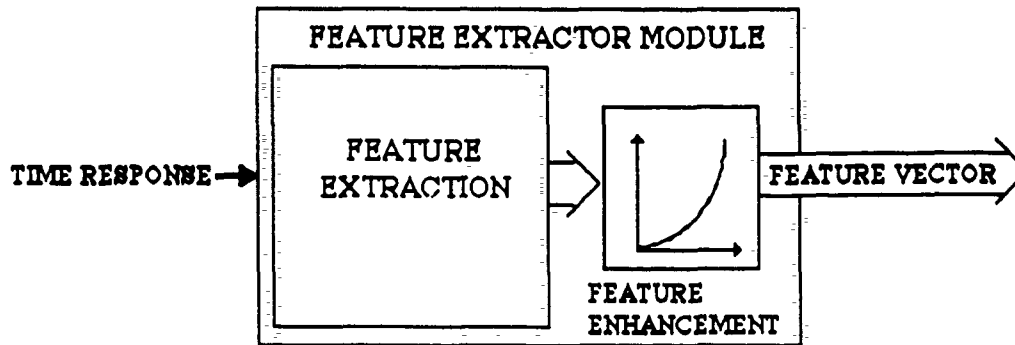 FEATURE EXTRACTOR MODULE
FEATURE
EXTRACTION
TIME RESPONSE
FEATURE VECTOR
FEATURE
ENHANCEMENT